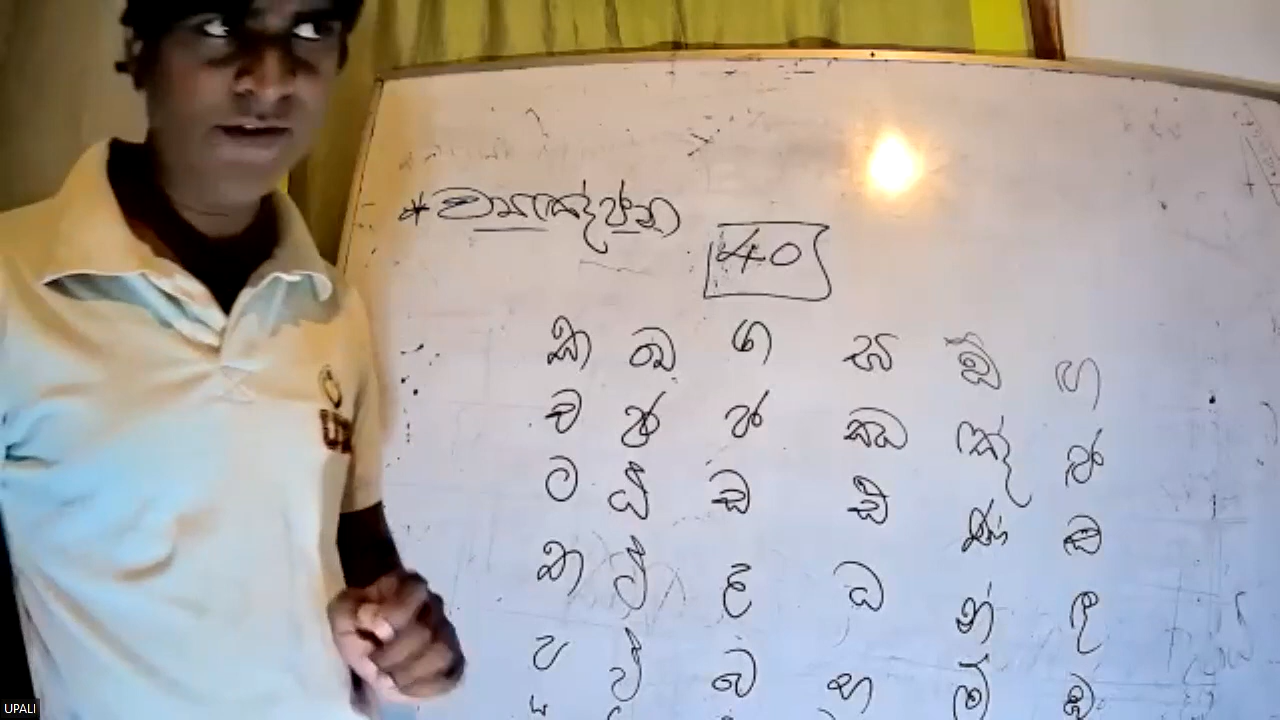 40
ක ඛ ග ඝ ඞ ඟ
ච ඡ ජ ඣ ඤ ඦ
ට ඨ ඩ ඪ ණ ඬ
ත ථ ද ධ න ඳ
ප ඵ බ භ ම ඹ
UPALI